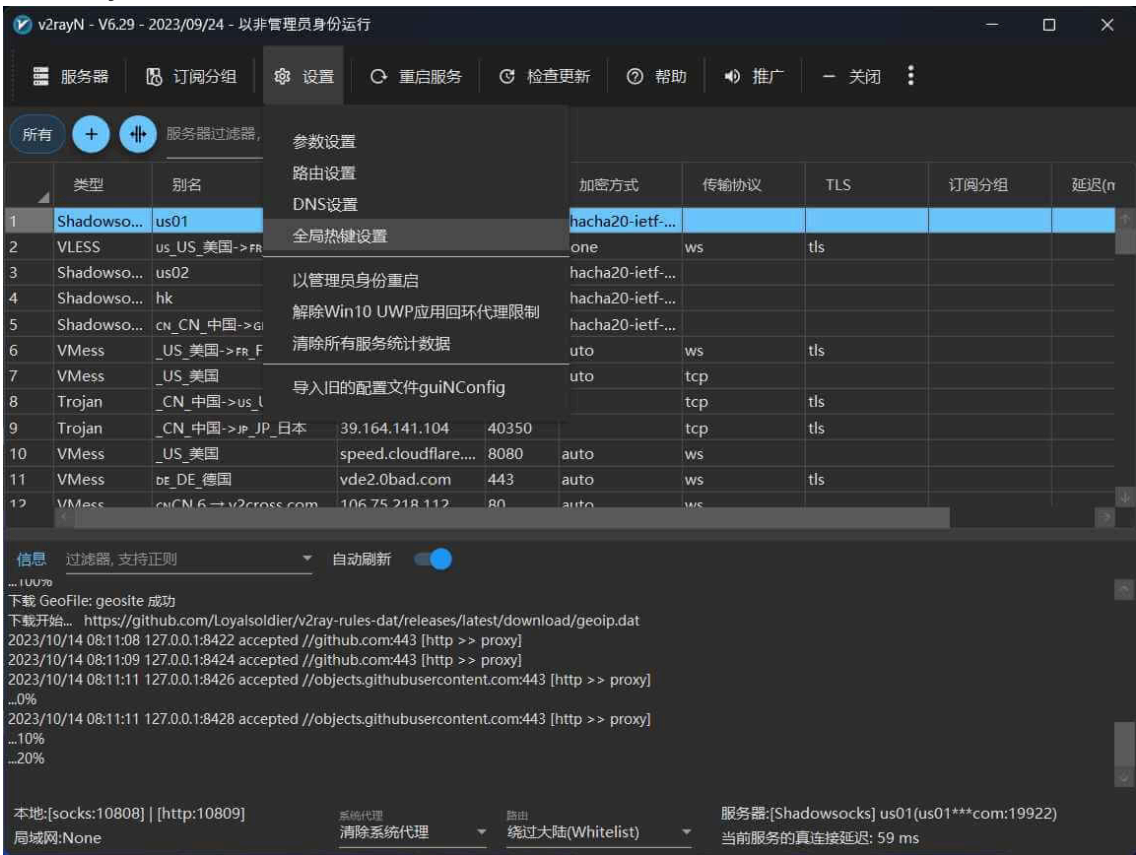 v2rayN - V6.29 - 2023/09/24 - 以非管理员身份运行
服务器 订阅分组 设置 重启服务 检查更新 帮助 推广 关闭
所有 服务器过滤器,
参数设置
路由设置
DNS设置
全局热键设置
以管理员身份重启
解除Win10 UWP应用回环代理限制
清除所有服务统计数据
导入旧的配置文件guiNConfig
类型 别名 加密方式 传输协议 TLS 订阅分组 延迟(m
1 Shadowso... us01 hacha20-ietf-...
2 VLESS us_US_美国->FR one ws tls
3 Shadowso... us02 hacha20-ietf-...
4 Shadowso... hk hacha20-ietf-...
5 Shadowso... CN_CN_中国->G hacha20-ietf-...
6 VMess _US_美国->FR_F uto ws tls
7 VMess _US_美国 uto tcp
8 Trojan _CN_中国->us_U tcp tls
9 Trojan _CN_中国->JP_JP_日本 39.164.141.104 40350 tcp tls
10 VMess _US_美国 speed.cloudflare.... 8080 auto ws
11 VMess DE_DE_德国 vde2.0bad.com 443 auto ws tls
12 VMess CNCN 6 → v2cross.com 106.75.218.112 80 auto ws
信息 过滤器, 支持正则 自动刷新
...100%
下载 GeoFile: geosite 成功
下载开始... https://github.com/Loyalsoldier/v2ray-rules-dat/releases/latest/download/geoip.dat
2023/10/14 08:11:08 127.0.0.1:8422 accepted //github.com:443 [http >> proxy]
2023/10/14 08:11:09 127.0.0.1:8424 accepted //github.com:443 [http >> proxy]
2023/10/14 08:11:11 127.0.0.1:8426 accepted //objects.githubusercontent.com:443 [http >> proxy]
...0%
2023/10/14 08:11:11 127.0.0.1:8428 accepted //objects.githubusercontent.com:443 [http >> proxy]
...10%
...20%
本地:[socks:10808] | [http:10809]
局域网:None
系统代理
清除系统代理
路由
绕过大陆(Whitelist)
服务器:[Shadowsocks] us01(us01***com:19922)
当前服务的真连接延迟: 59 ms